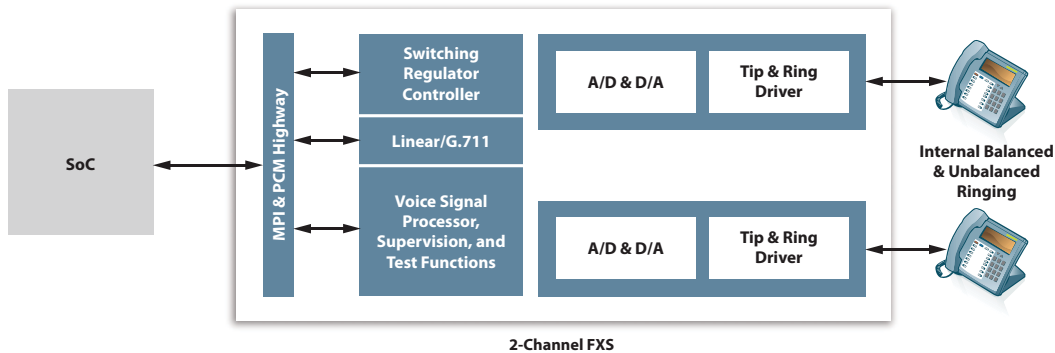 SoC
MPI & PCM Highway
Switching
Regulator
Controller
Linear/G.711
Voice Signal
Processor,
Supervision, and
Test Functions
A/D & D/A
Tip & Ring
Driver
A/D & D/A
Tip & Ring
Driver
Internal Balanced
& Unbalanced
Ringing
2-Channel FXS